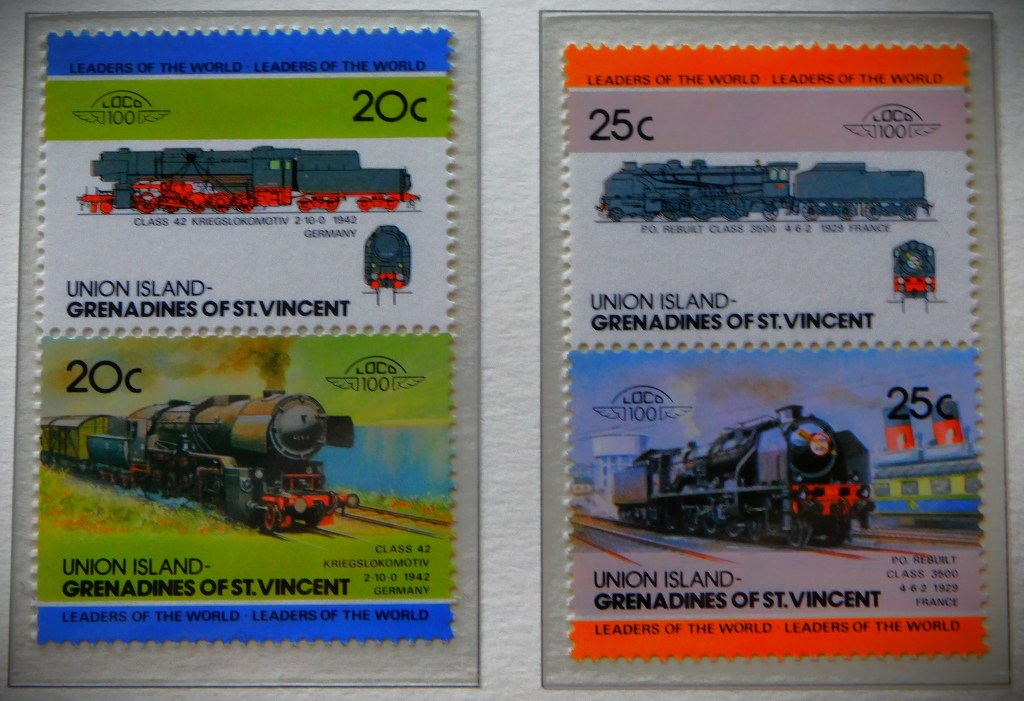 LEADERS OF THE WORLD · LEADERS OF THE WORLD
LOCO
100
20c
CLASS 42 KRIEGSLOKOMOTIV 2-10-0 1942
GERMANY
UNION ISLAND-
GRENADINES OF ST. VINCENT
20c
LOCO
100
CLASS 42
KRIEGSLOKOMOTIV
2-10-0 1942
GERMANY
UNION ISLAND-
GRENADINES OF ST. VINCENT
LEADERS OF THE WORLD · LEADERS OF THE WORLD
LEADERS OF THE WORLD · LEADERS OF THE WORLD
25c
LOCO
100
P.O. REBUILT CLASS 3500 4-6-2 1929 FRANCE
UNION ISLAND-
GRENADINES OF ST. VINCENT
LOCO
100
25c
P.O. REBUILT
CLASS 3500
4-6-2 1929
FRANCE
UNION ISLAND-
GRENADINES OF ST. VINCENT
LEADERS OF THE WORLD · LEADERS OF THE WORLD